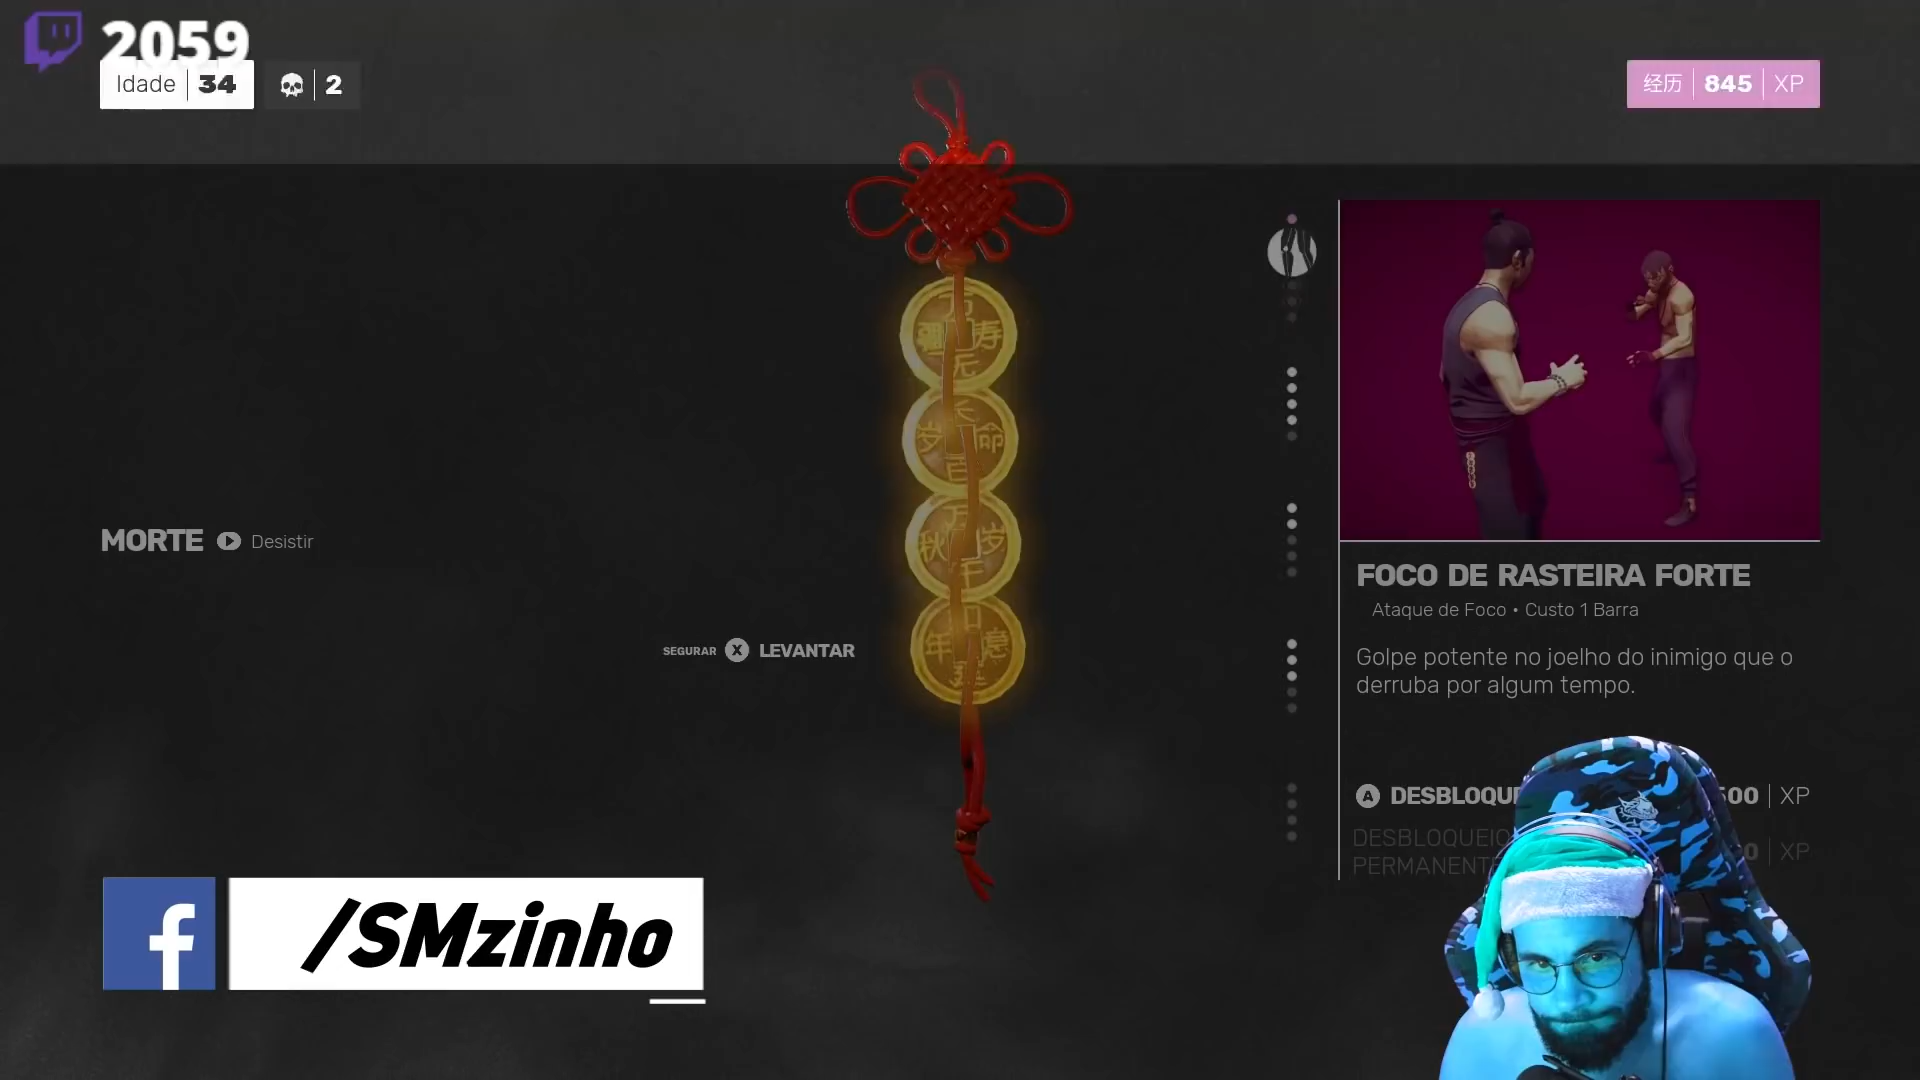 2059
Idade 34 2
经历 845 XP
MORTE Desistir
SEGURAR X LEVANTAR
FOCO DE RASTEIRA FORTE
Ataque de Foco • Custo 1 Barra
Golpe potente no joelho do inimigo que o
derruba por algum tempo.
A XP
XP
PERMANENTE
/SMzinho